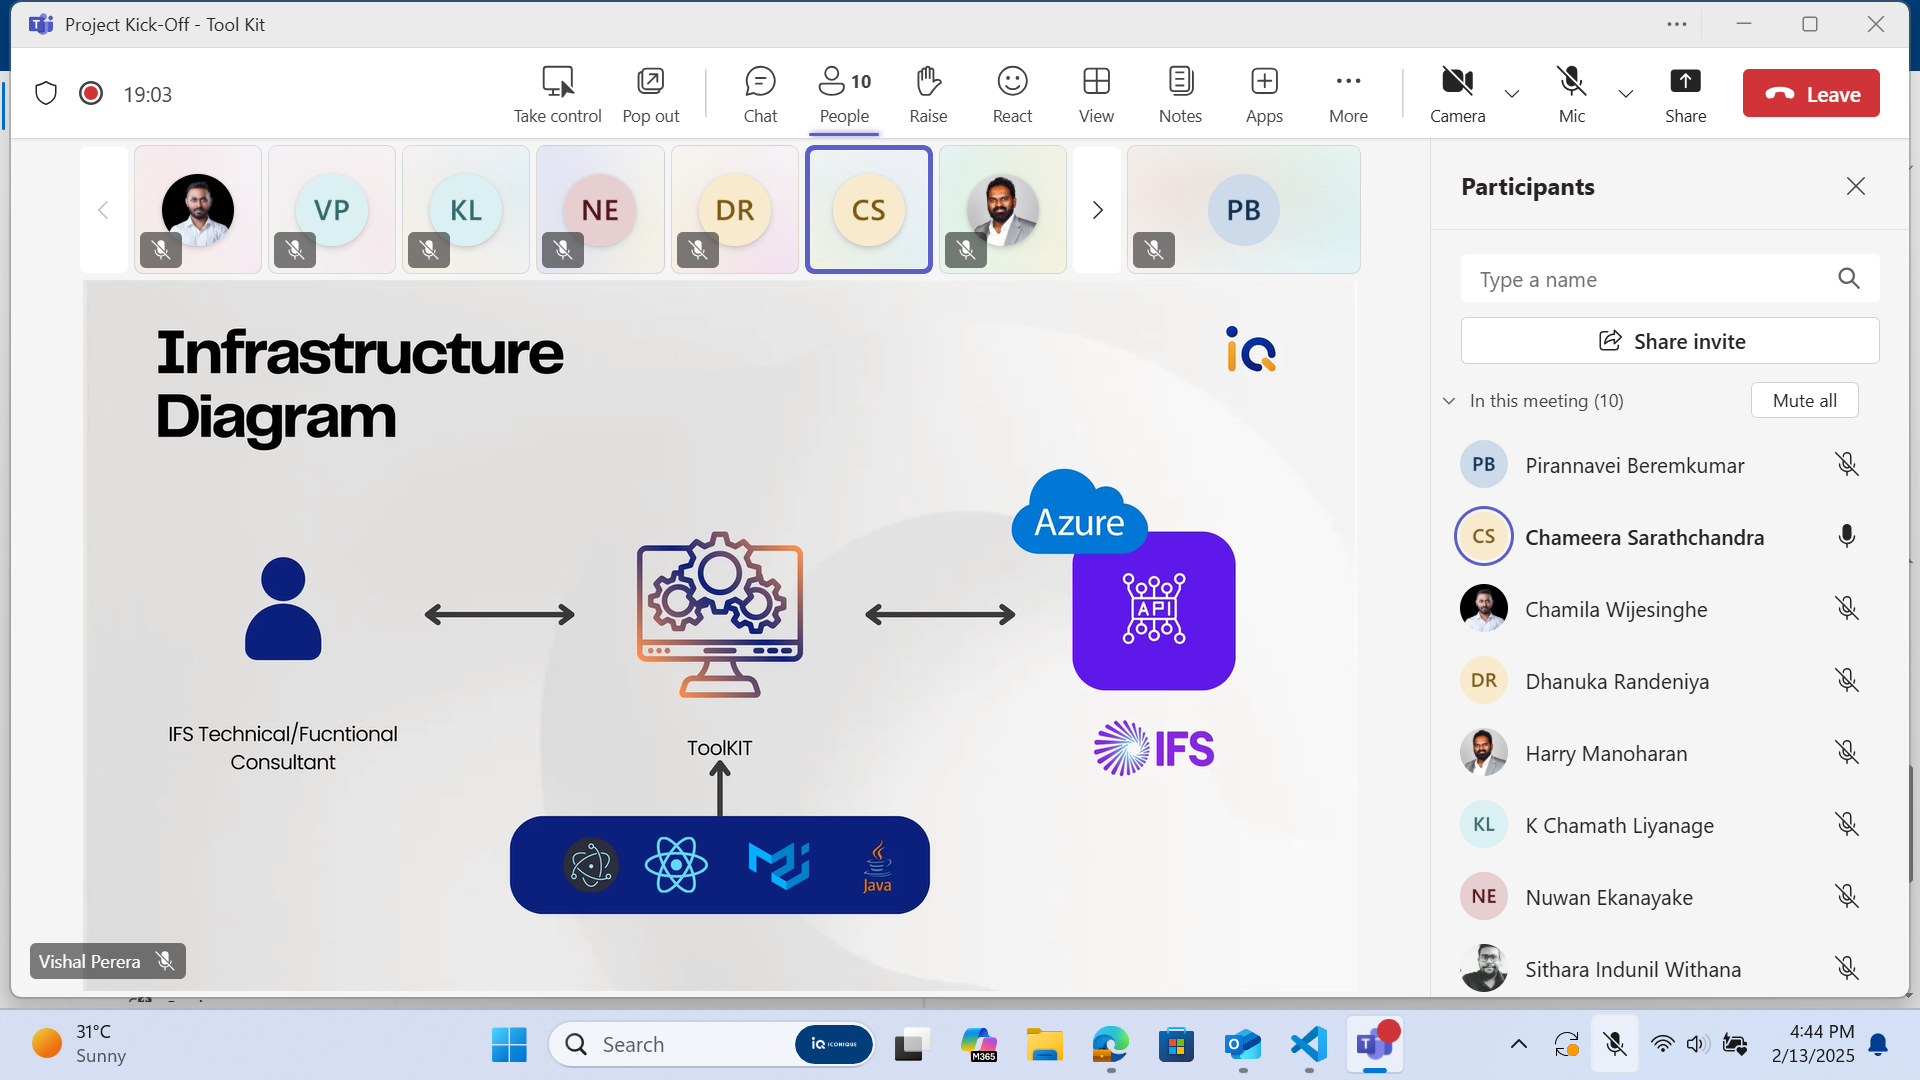 Project Kick-Off - Tool Kit
19:03
Take control
Pop out
Chat
People
10
Raise
React
View
Notes
Apps
More
Camera
Mic
Share
Leave
VP
KL
NE
DR
CS
PB
Infrastructure
Diagram
iQ
Azure
API
IFS Technical/Fucntional
Consultant
ToolKIT
IFS
Java
Vishal Perera
Participants
Type a name
Share invite
In this meeting (10)
Mute all
PB
Pirannavei Beremkumar
CS
Chameera Sarathchandra
Chamila Wijesinghe
DR
Dhanuka Randeniya
Harry Manoharan
KL
K Chamath Liyanage
NE
Nuwan Ekanayake
Sithara Indunil Withana
31°C
Sunny
Search
iQ ICONIQUE
M365
4:44 PM
2/13/2025